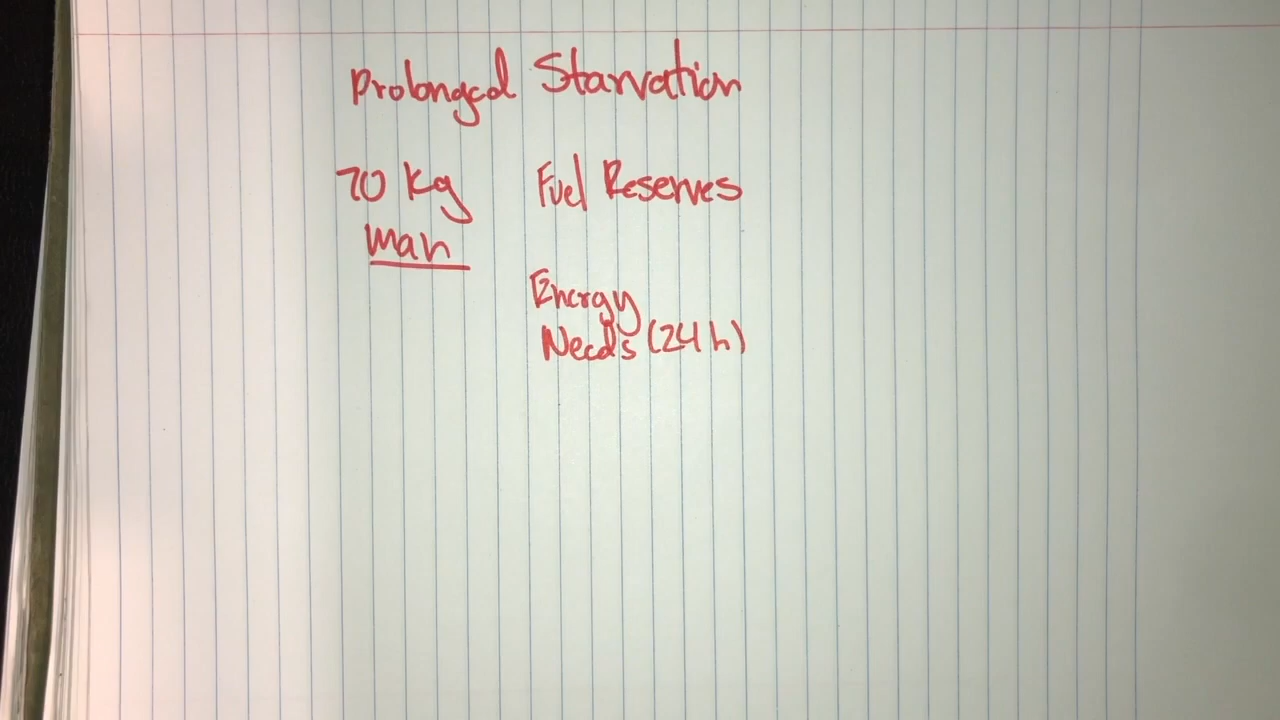 Prolonged Starvation
70 Kg Fuel Reserves
man
Energy
Needs (24 h)